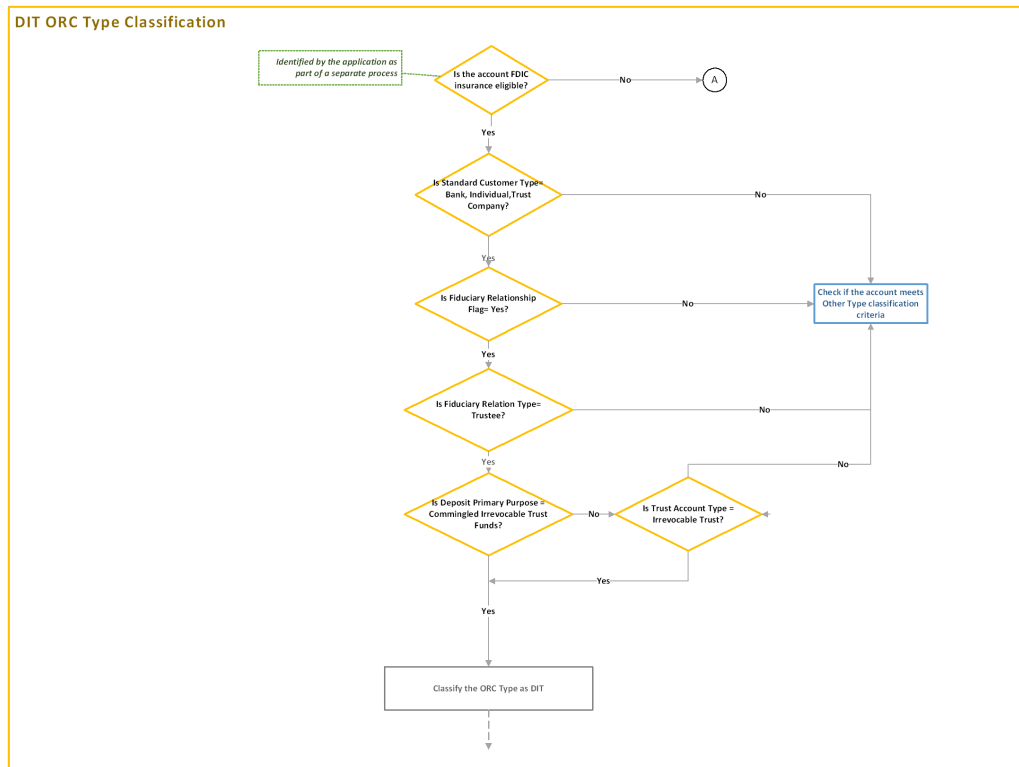 DIT ORC Type Classification
Identified by the application as
part of a separate process
Is the account FDIC
insurance eligible?
No
A
Yes
Is Standard Customer Type=
Bank, Individual,Trust
Company?
No
Yes
Is Fiduciary Relationship
Flag= Yes?
No
Check if the account meets
Other Type classification
criteria
Yes
Is Fiduciary Relation Type=
Trustee?
No
Yes
No
Is Deposit Primary Purpose =
Commingled Irrevocable Trust
Funds?
No
Is Trust Account Type =
Irrevocable Trust?
Yes
Yes
Classify the ORC Type as DIT